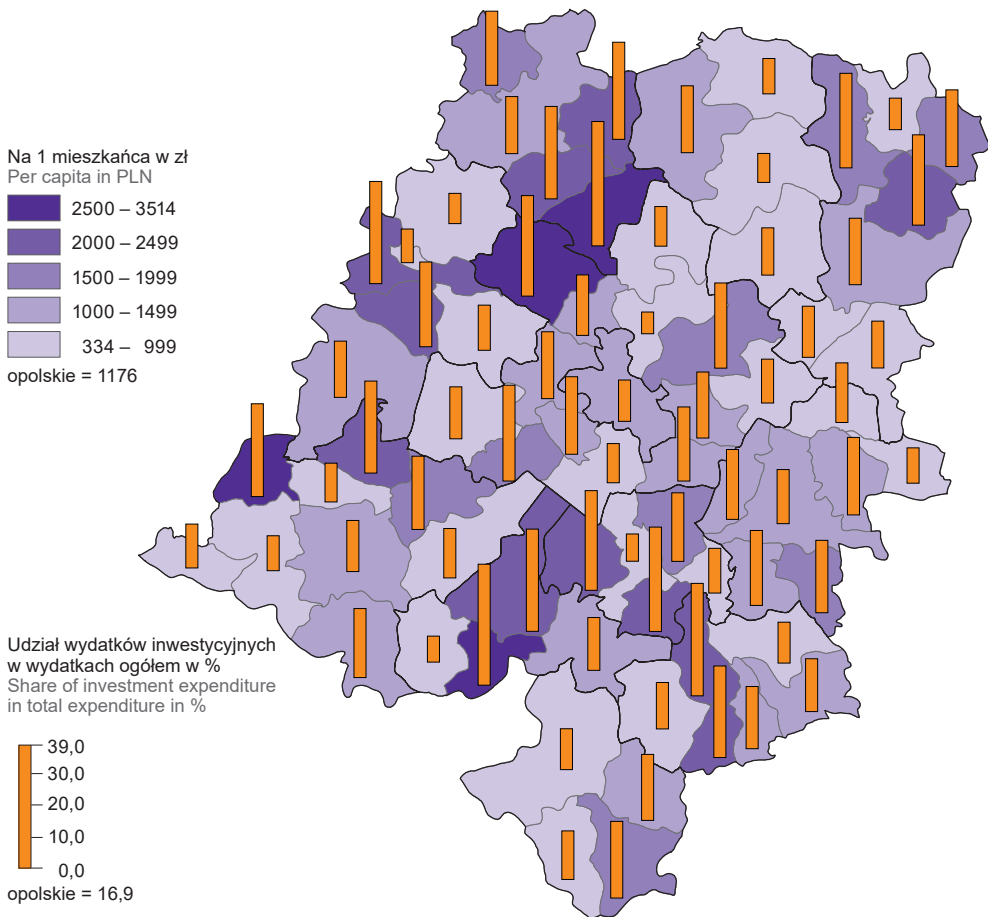 Na 1 mieszkańca w zł
Per capita in PLN
2500 – 3514
2000 – 2499
1500 – 1999
1000 – 1499
334 – 999
opolskie = 1176
Udział wydatków inwestycyjnych
w wydatkach ogółem w %
Share of investment expenditure
in total expenditure in %
39,0
30,0
20,0
10,0
0,0
opolskie = 16,9